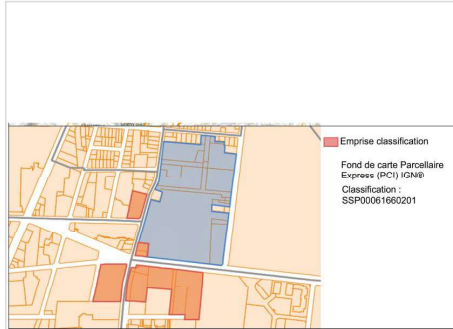 Emprise classification
Fond de carte Parcellaire
Express (PCI) IGN®
Classification :
SSP00061660201